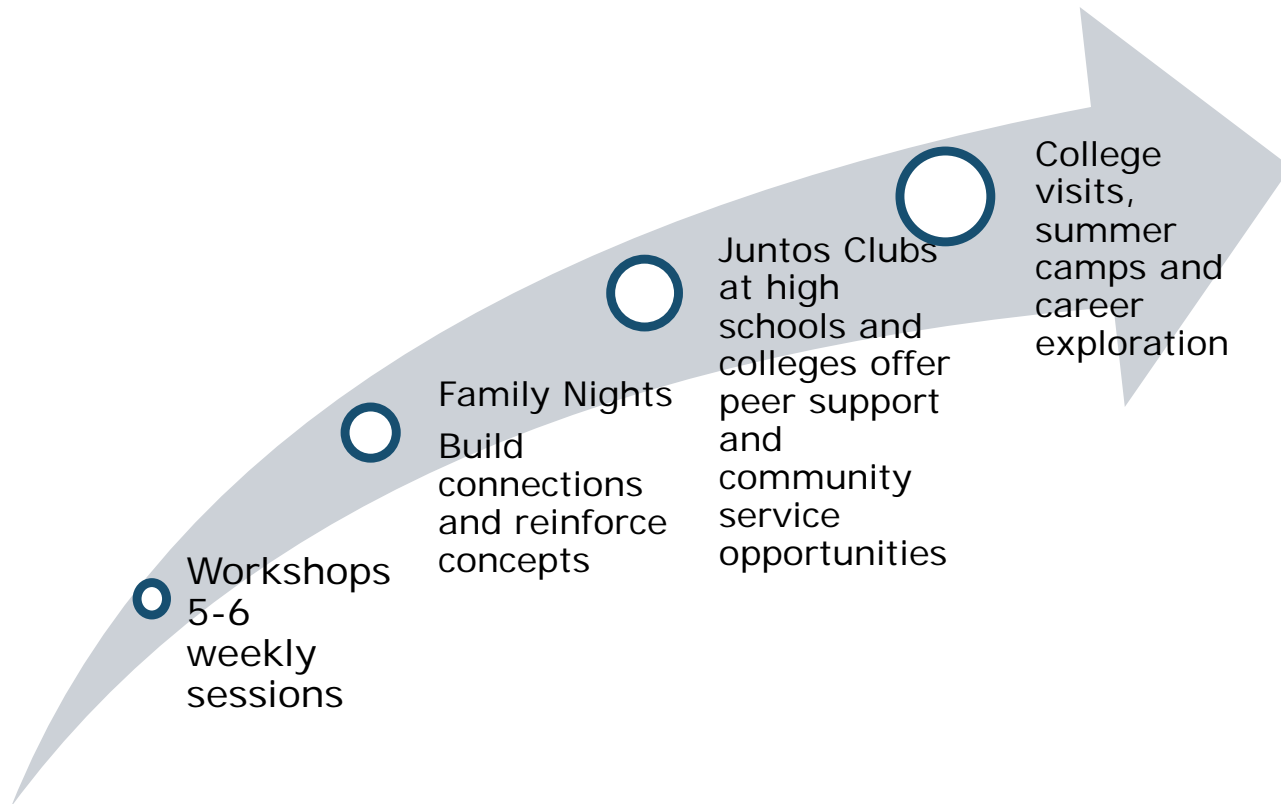 Workshops
5-6
weekly
sessions
Family Nights
Build
connections
and reinforce
concepts
Juntos Clubs
at high
schools and
colleges offer
peer support
and
community
service
opportunities
College
visits,
summer
camps and
career
exploration